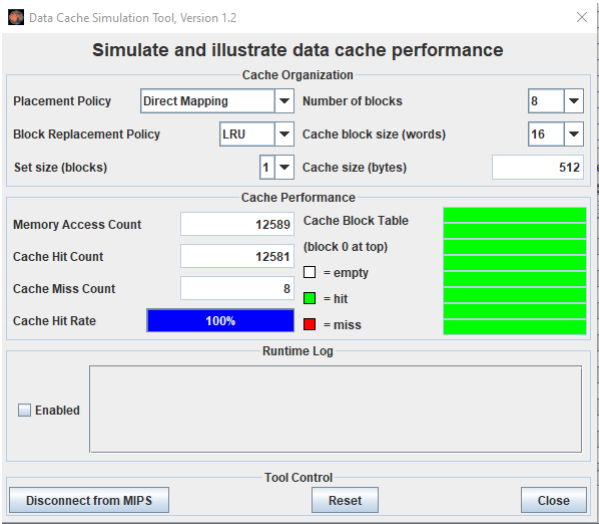 Data Cache Simulation Tool, Version 1.2
Simulate and illustrate data cache performance
Cache Organization
Placement Policy Direct Mapping Number of blocks 8
Block Replacement Policy LRU Cache block size (words) 16
Set size (blocks) 1 Cache size (bytes) 512
Cache Performance
Memory Access Count 12589 Cache Block Table
(block 0 at top)
Cache Hit Count 12581
= empty
Cache Miss Count 8
= hit
Cache Hit Rate 100%
= miss
Runtime Log
Enabled
Tool Control
Disconnect from MIPS Reset Close